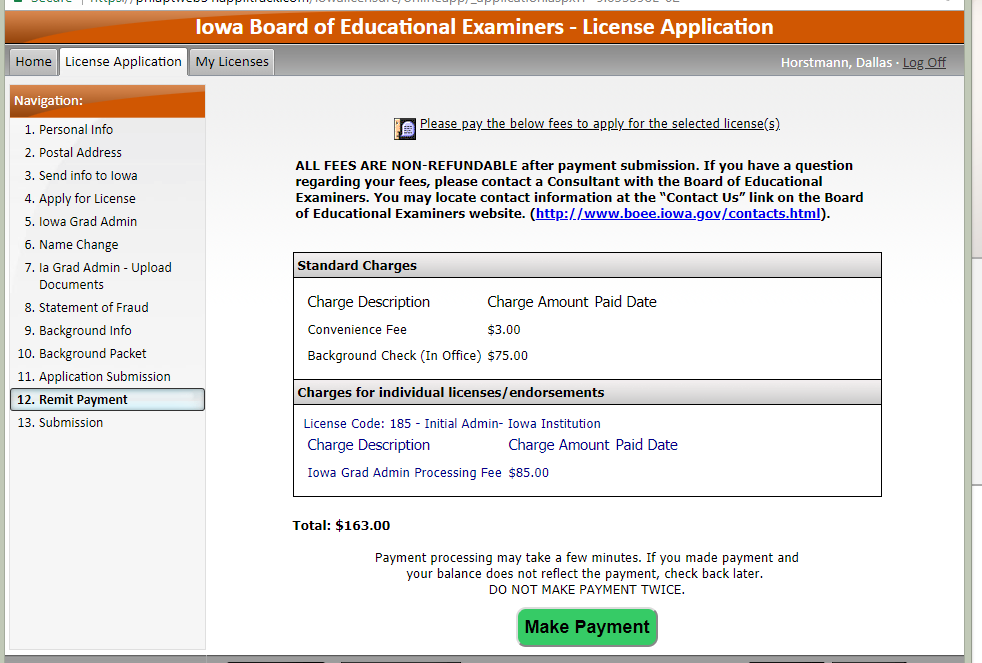 Iowa Board of Educational Examiners - License Application
Home License Application My Licenses Horstmann, Dallas · Log Off
Navigation:
1. Personal Info
2. Postal Address
3. Send info to Iowa
4. Apply for License
5. Iowa Grad Admin
6. Name Change
7. Ia Grad Admin - Upload
Documents
8. Statement of Fraud
9. Background Info
10. Background Packet
11. Application Submission
12. Remit Payment
13. Submission
Please pay the below fees to apply for the selected license(s)
ALL FEES ARE NON-REFUNDABLE after payment submission. If you have a question
regarding your fees, please contact a Consultant with the Board of Educational
Examiners. You may locate contact information at the “Contact Us” link on the Board
of Educational Examiners website. (http://www.boee.iowa.gov/contacts.html).
Standard Charges
Charge Description Charge Amount Paid Date
Convenience Fee $3.00
Background Check (In Office) $75.00
Charges for individual licenses/endorsements
License Code: 185 - Initial Admin- Iowa Institution
Charge Description Charge Amount Paid Date
Iowa Grad Admin Processing Fee $85.00
Total: $163.00
Payment processing may take a few minutes. If you made payment and
your balance does not reflect the payment, check back later.
DO NOT MAKE PAYMENT TWICE.
Make Payment